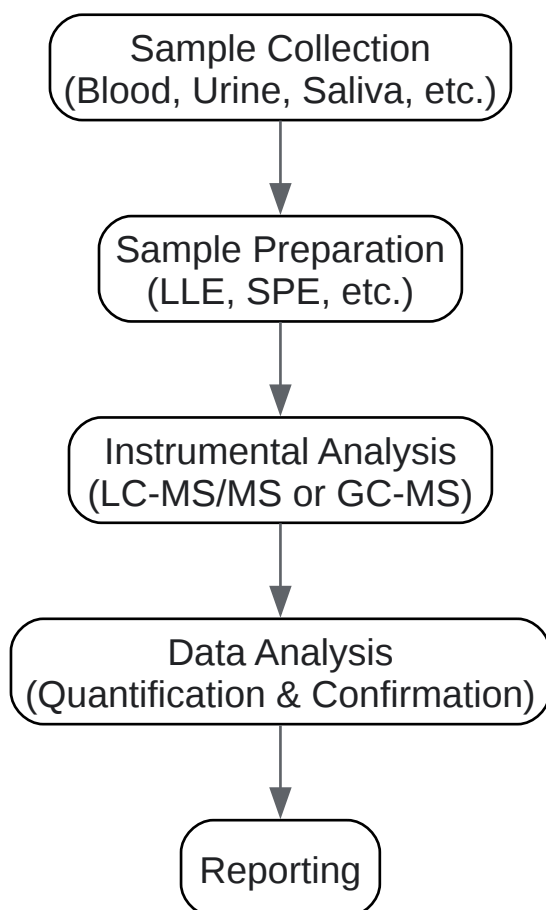 Sample Collection
(Blood, Urine, Saliva, etc.)
Sample Preparation
(LLE, SPE, etc.)
Instrumental Analysis
(LC-MS/MS or GC-MS)
Data Analysis
(Quantification & Confirmation)
Reporting